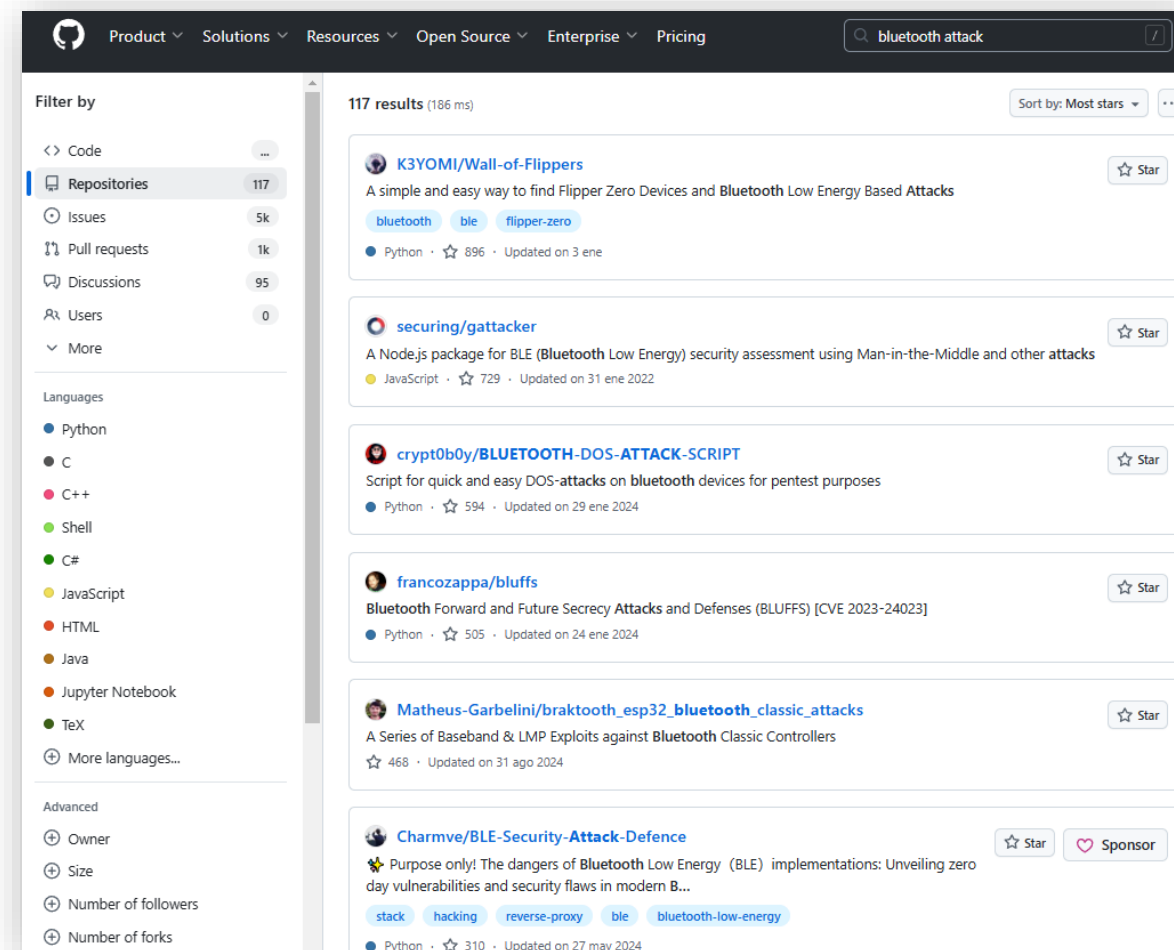 Product Solutions Resources Open Source Enterprise Pricing bluetooth attack /
Filter by
Code ...
Repositories 117
Issues 5k
Pull requests 1k
Discussions 95
Users 0
More
Languages
Python
C
C++
Shell
C#
JavaScript
HTML
Java
Jupyter Notebook
TeX
More languages...
Advanced
Owner
Size
Number of followers
Number of forks
117 results (186 ms) Sort by: Most stars
K3YOMI/Wall-of-Flippers Star
A simple and easy way to find Flipper Zero Devices and Bluetooth Low Energy Based Attacks
bluetooth ble flipper-zero
Python · 896 · Updated on 3 ene
securing/gattacker Star
A Node.js package for BLE (Bluetooth Low Energy) security assessment using Man-in-the-Middle and other attacks
JavaScript · 729 · Updated on 31 ene 2022
crypt0b0y/BLUETOOTH-DOS-ATTACK-SCRIPT Star
Script for quick and easy DOS-attacks on bluetooth devices for pentest purposes
Python · 594 · Updated on 29 ene 2024
francozappa/bluffs Star
Bluetooth Forward and Future Secrecy Attacks and Defenses (BLUFFS) [CVE 2023-24023]
Python · 505 · Updated on 24 ene 2024
Matheus-Garbelini/braktooth_esp32_bluetooth_classic_attacks Star
A Series of Baseband & LMP Exploits against Bluetooth Classic Controllers
468 · Updated on 31 ago 2024
Charmve/BLE-Security-Attack-Defence Star Sponsor
✨ Purpose only! The dangers of Bluetooth Low Energy（BLE）implementations: Unveiling zero
day vulnerabilities and security flaws in modern B...
stack hacking reverse-proxy ble bluetooth-low-energy
Python · 310 · Updated on 27 may 2024